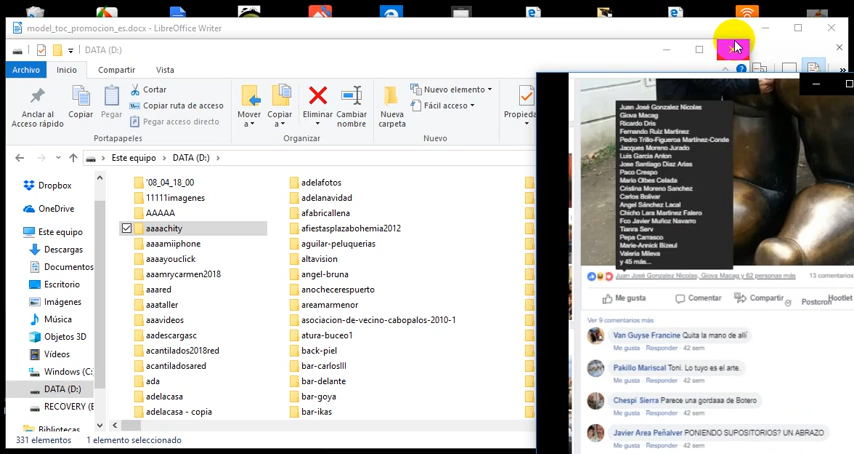 model_toc_promocion_es.docx - LibreOffice Writer
DATA (D:)
Archivo
Inicio
Compartir
Vista
Anclar al
Acceso rápido
Copiar
Pegar
Cortar
Copiar ruta de acceso
Pegar acceso directo
Portapapeles
Mover
a
Copiar
a
Eliminar
Cambiar
nombre
Organizar
Nueva
carpeta
Nuevo elemento
Fácil acceso
Nuevo
Propieda
Este equipo
DATA (D:)
Dropbox
OneDrive
Este equipo
Descargas
Documentos
Escritorio
Imágenes
Música
Objetos 3D
Vídeos
Windows (C:
DATA (D:)
RECOVERY (E
Bibliotecas
'08_04_18_00
11111imagenes
AAAAA
aaaachity
aaaamiiphone
aaaayouclick
aaamrycarmen2018
aaared
aaataller
aaavideos
aadescargasc
acantilados2018red
acantiladosared
ada
adelacasa
adelacasa - copia
adelafotos
adelanavidad
afabricallena
afiestasplazabohemia2012
aguilar-peluquerias
altavision
angel-bruna
anochecerespuerto
areamarmenor
asociacion-de-vecino-cabopalos-2010-1
atura-buceo1
back-piel
bar-carlosIII
bar-delante
bar-goya
bar-ikas
331 elementos
1 elemento seleccionado
Juan José Gonzalez Nicolas
Giova Macag
Ricardo Dris
Fernando Ruiz Martinez
Pedro Trillo-Figueroa Martínez-Conde
Jacques Moreno Jurado
Luis Garcia Anton
Jose Santiago Diaz Arias
Paco Crespo
Mario Olbes Celada
Cristina Moreno Sanchez
Carlos Bolivar
Angel Sánchez Lacal
Chicho Lara Martinez Falero
Fco Javier Muñoz Navarro
Tianna Serv
Pepa Carrasco
Marie-Annick Bizeul
Valeria Mileva
y 45 más...
Juan José Gonzalez Nicolas, Giova Macag y 62 personas más
13 comentarios
Me gusta
Comentar
Compartir
Postcron
Hootlet
Ver 9 comentarios más
Van Guyse Francine Quita la mano de allí
Me gusta · Responder · 42 sem
Pakillo Mariscal Toni. Lo tuyo es el arte.
Me gusta · Responder · 42 sem
Chespi Sierra Parece una gordaaa de Botero
Me gusta · Responder · 42 sem
Javier Area Peñalver PONIENDO SUPOSITORIOS? UN ABRAZO
Me gusta · Responder · 42 sem